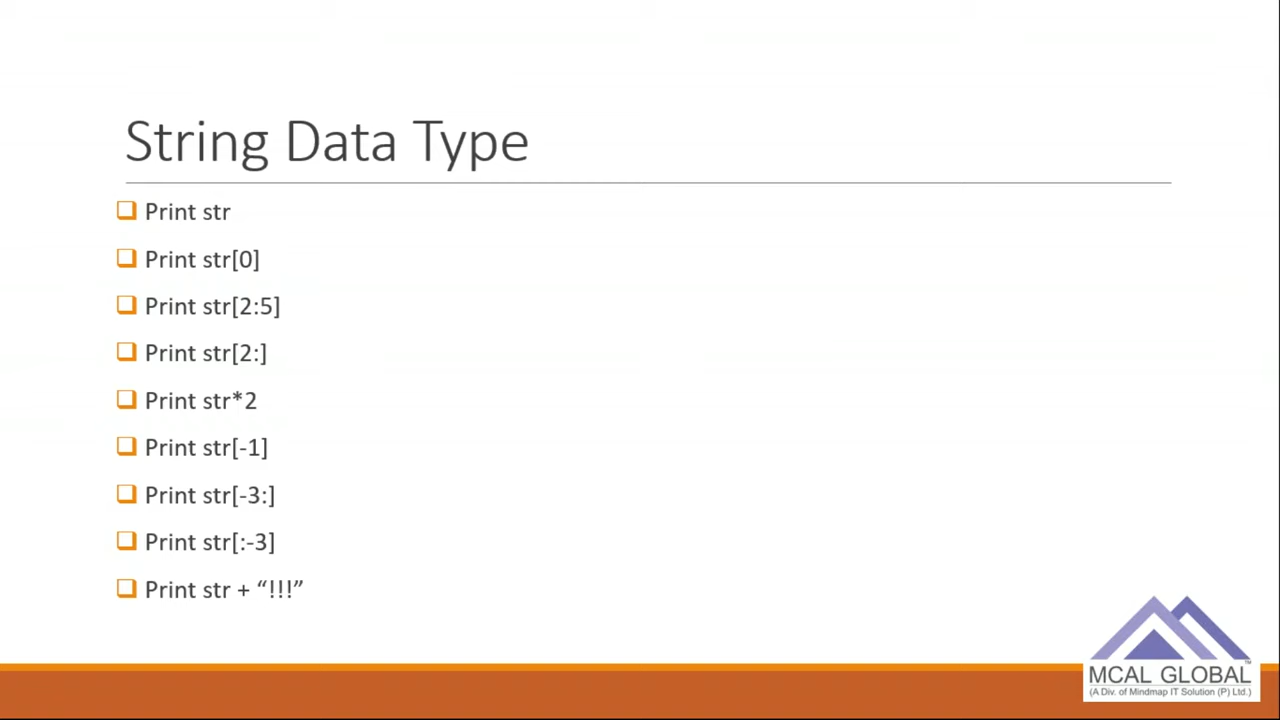 String Data Type
Print str
Print str[0]
Print str[2:5]
Print str[2:]
Print str*2
Print str[-1]
Print str[-3:]
Print str[:-3]
Print str + “!!!”
MCAL GLOBAL™
(A Div. of Mindmap IT Solution (P) Ltd.)